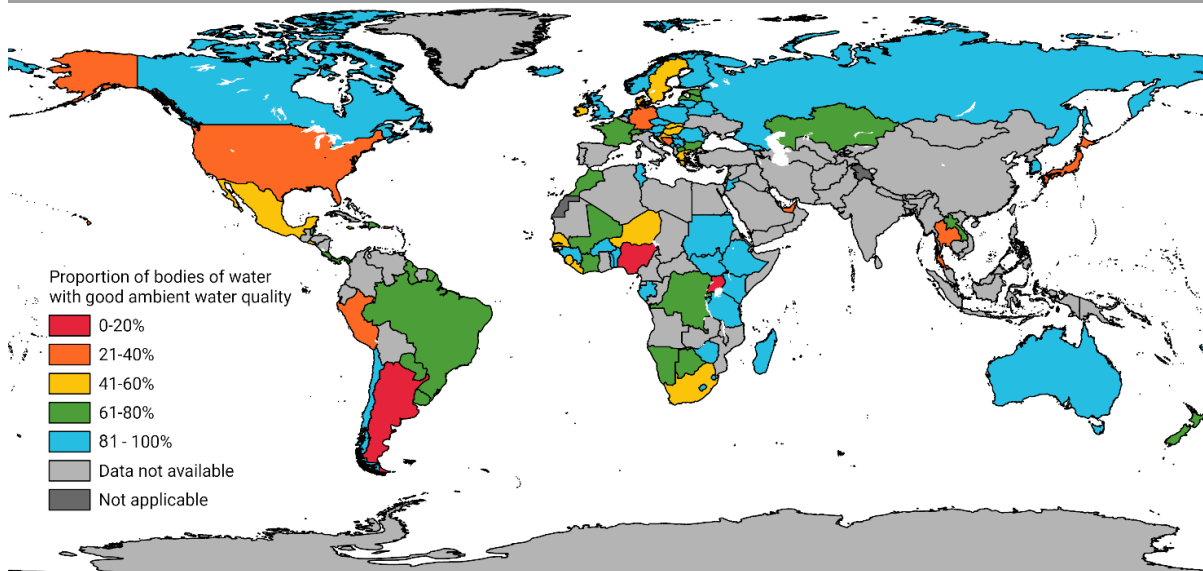 Proportion of bodies of water
with good ambient water quality
0-20%
21-40%
41-60%
61-80%
81 - 100%
Data not available
Not applicable